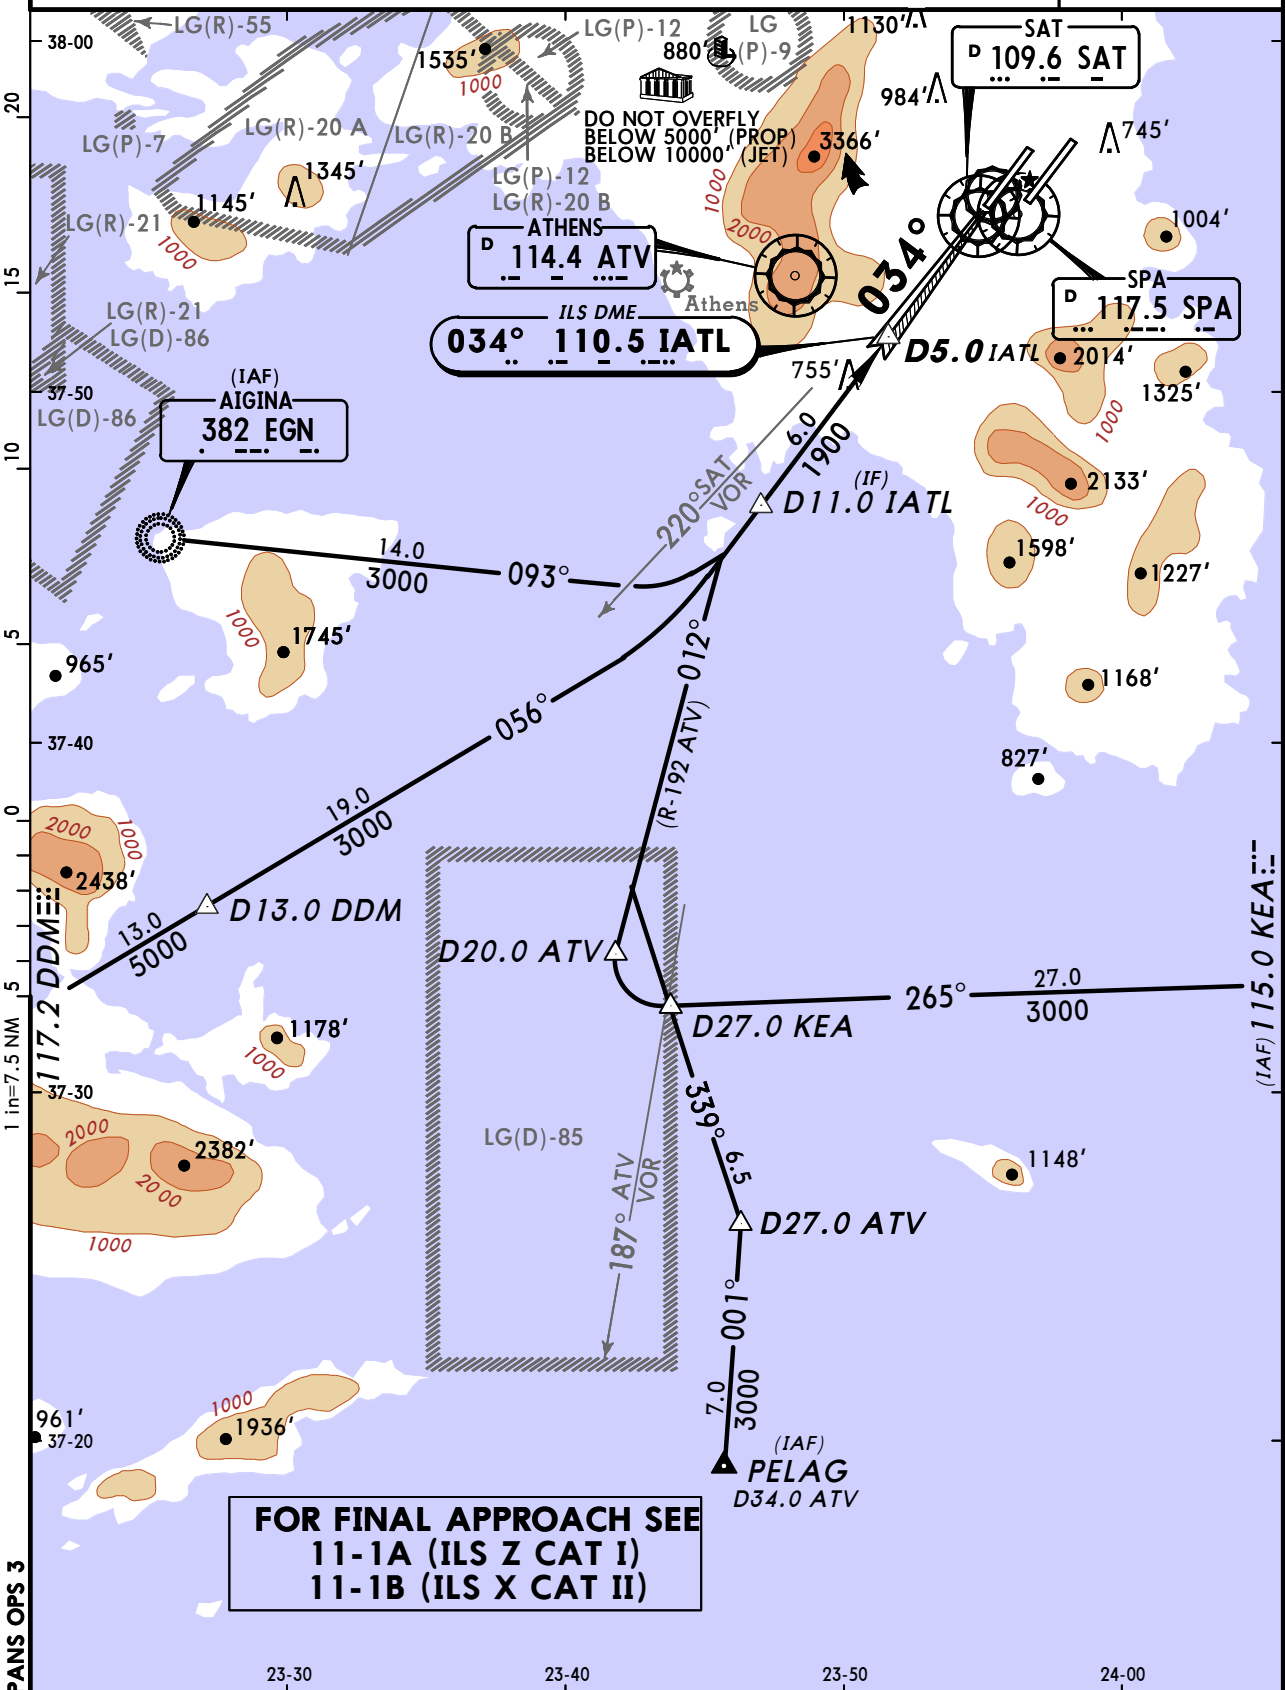 LG(R)-55
38-00
1535′
1000
LG(P)-12
880′
LG
(P)-9
1130′
SAT
D 109.6 SAT
984′
745′
20
LG(P)-7
LG(R)-20 A
LG(R)-20 B
DO NOT OVERFLY
BELOW 5000′ (PROP)
BELOW 10000′ (JET)
3366′
1345′
1145′
LG(P)-12
LG(R)-20 B
1000
2000
LG(R)-21
1000
ATHENS
D 114.4 ATV
Athens
034°
1004′
15
SPA
D 117.5 SPA
LG(R)-21
LG(D)-86
ILS DME
034° 110.5 IATL
D5.0 IATL
2014′
1325′
755′
37-50
(IAF)
AIGINA
382 EGN
LG(D)-86
1000
10
6.0
1900
220° SAT
VOR
(IF)
D11.0 IATL
2133′
1000
14.0
3000
093°
1598′
1227′
5
1000
1745′
965′
012°
1168′
056°
37-40
(R-192 ATV)
827′
0
19.0
3000
2000
1000
2438′
D13.0 DDM
13.0
5000
117.2 DDM
D20.0 ATV
265°
27.0
3000
(IAF) 115.0 KEA
D27.0 KEA
5
1178′
1000
1 in=7.5 NM
37-30
339°
6.5
LG(D)-85
2000
2382′
2000
1000
1148′
187° ATV
VOR
D27.0 ATV
001°
7.0
3000
1000
1936′
961′
37-20
(IAF)
PELAG
D34.0 ATV
FOR FINAL APPROACH SEE
11-1A (ILS Z CAT I)
11-1B (ILS X CAT II)
PANS OPS 3
23-30
23-40
23-50
24-00